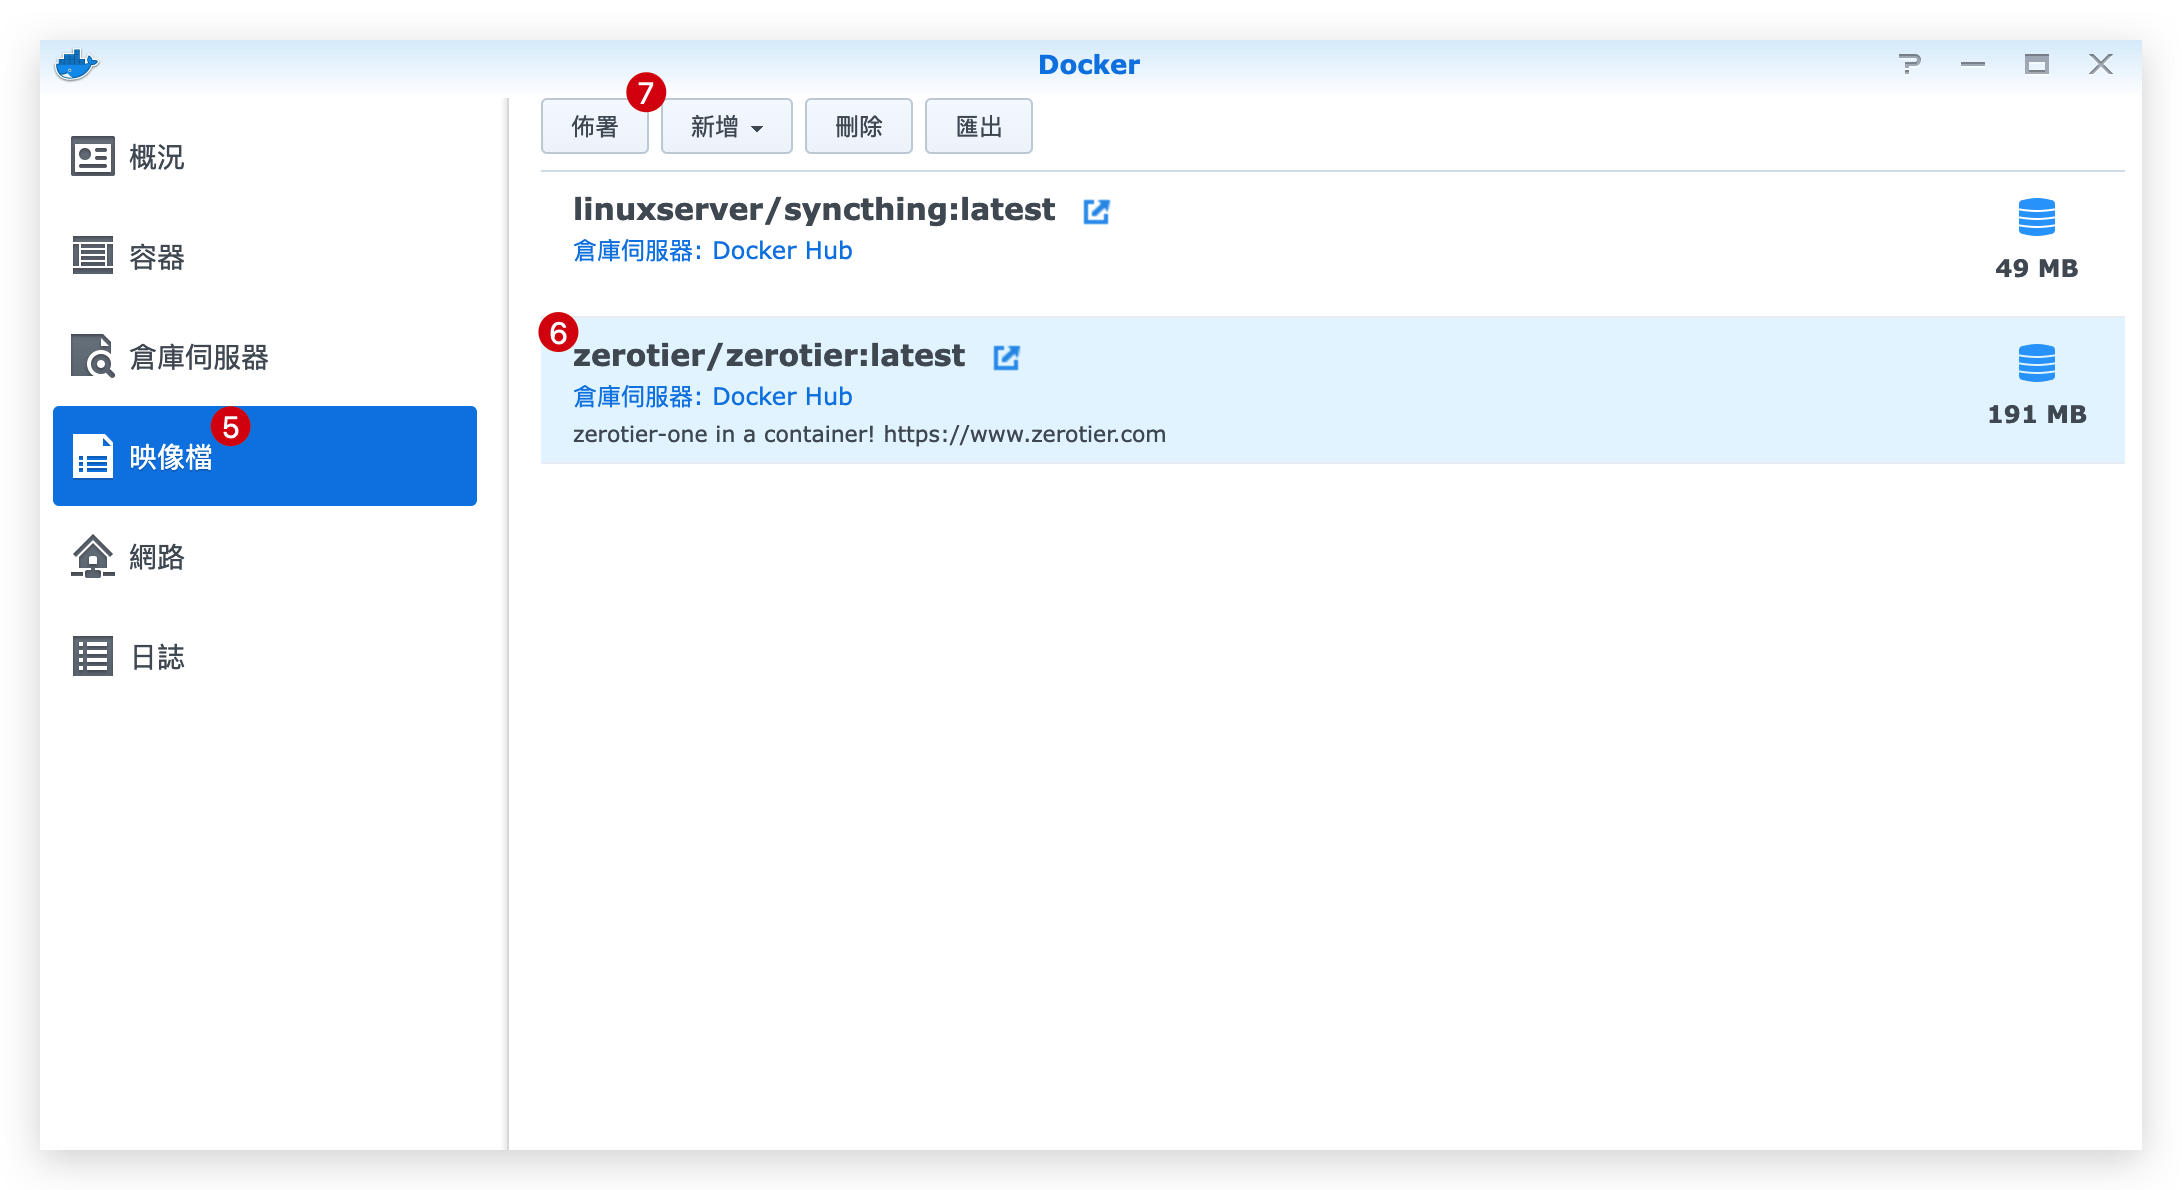 Docker
概況
容器
倉庫伺服器
映像檔
5
網路
日誌
佈署
7
新增
刪除
匯出
linuxserver/syncthing:latest
倉庫伺服器: Docker Hub
49 MB
6
zerotier/zerotier:latest
倉庫伺服器: Docker Hub
zerotier-one in a container! https://www.zerotier.com
191 MB